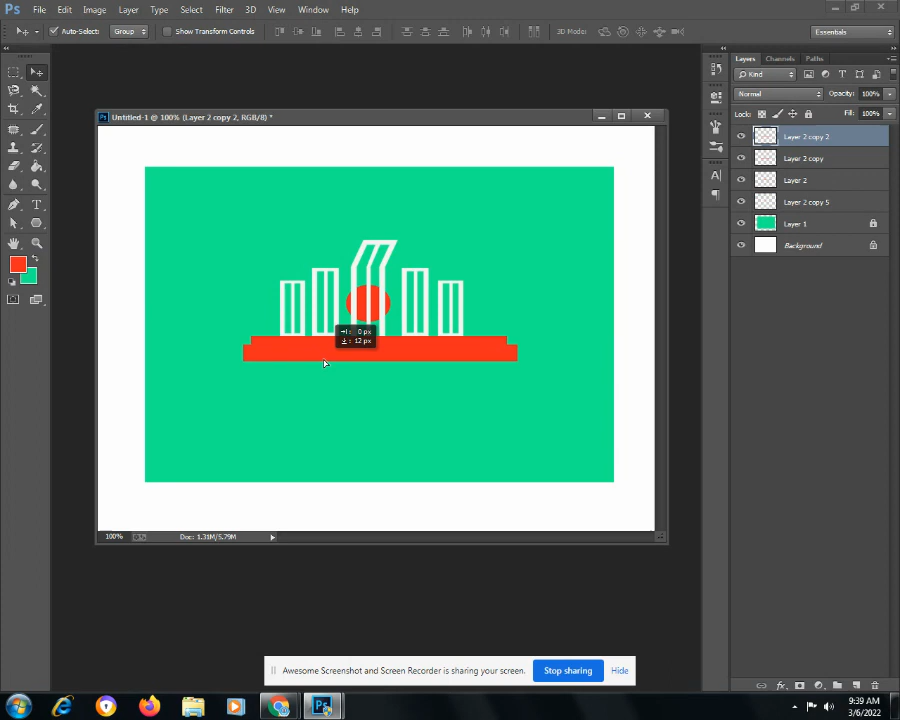 Ps File Edit Image Layer Type Select Filter 3D View Window Help
Auto-Select: Group Show Transform Controls 3D Mode: Essentials
Layers Channels Paths
Kind
Normal Opacity: 100%
Lock: Fill: 100%
Untitled-1 @ 100% (Layer 2 copy 2, RGB/8) *
Layer 2 copy 2
Layer 2 copy
Layer 2
Layer 2 copy 5
Layer 1
Background
0 px
12 px
100% Doc: 1.31M/5.79M
Awesome Screenshot and Screen Recorder is sharing your screen. Stop sharing Hide
9:39 AM
3/6/2022